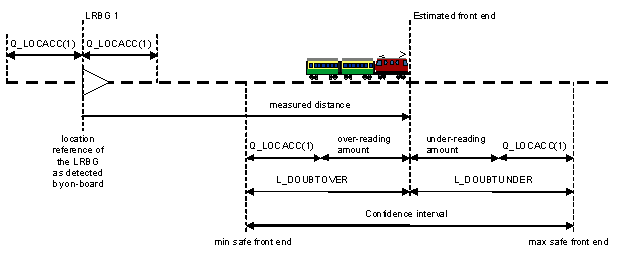 LRBG 1
Estimated front end
Q_LOCACC(1)
Q_LOCACC(1)
measured distance
location
reference of
the LRBG
as detected
by on-board
Q_LOCACC(1)
over-reading
amount
under-reading
amount
Q_LOCACC(1)
L_DOUBTOVER
L_DOUBTUNDER
Confidence interval
min safe front end
max safe front end